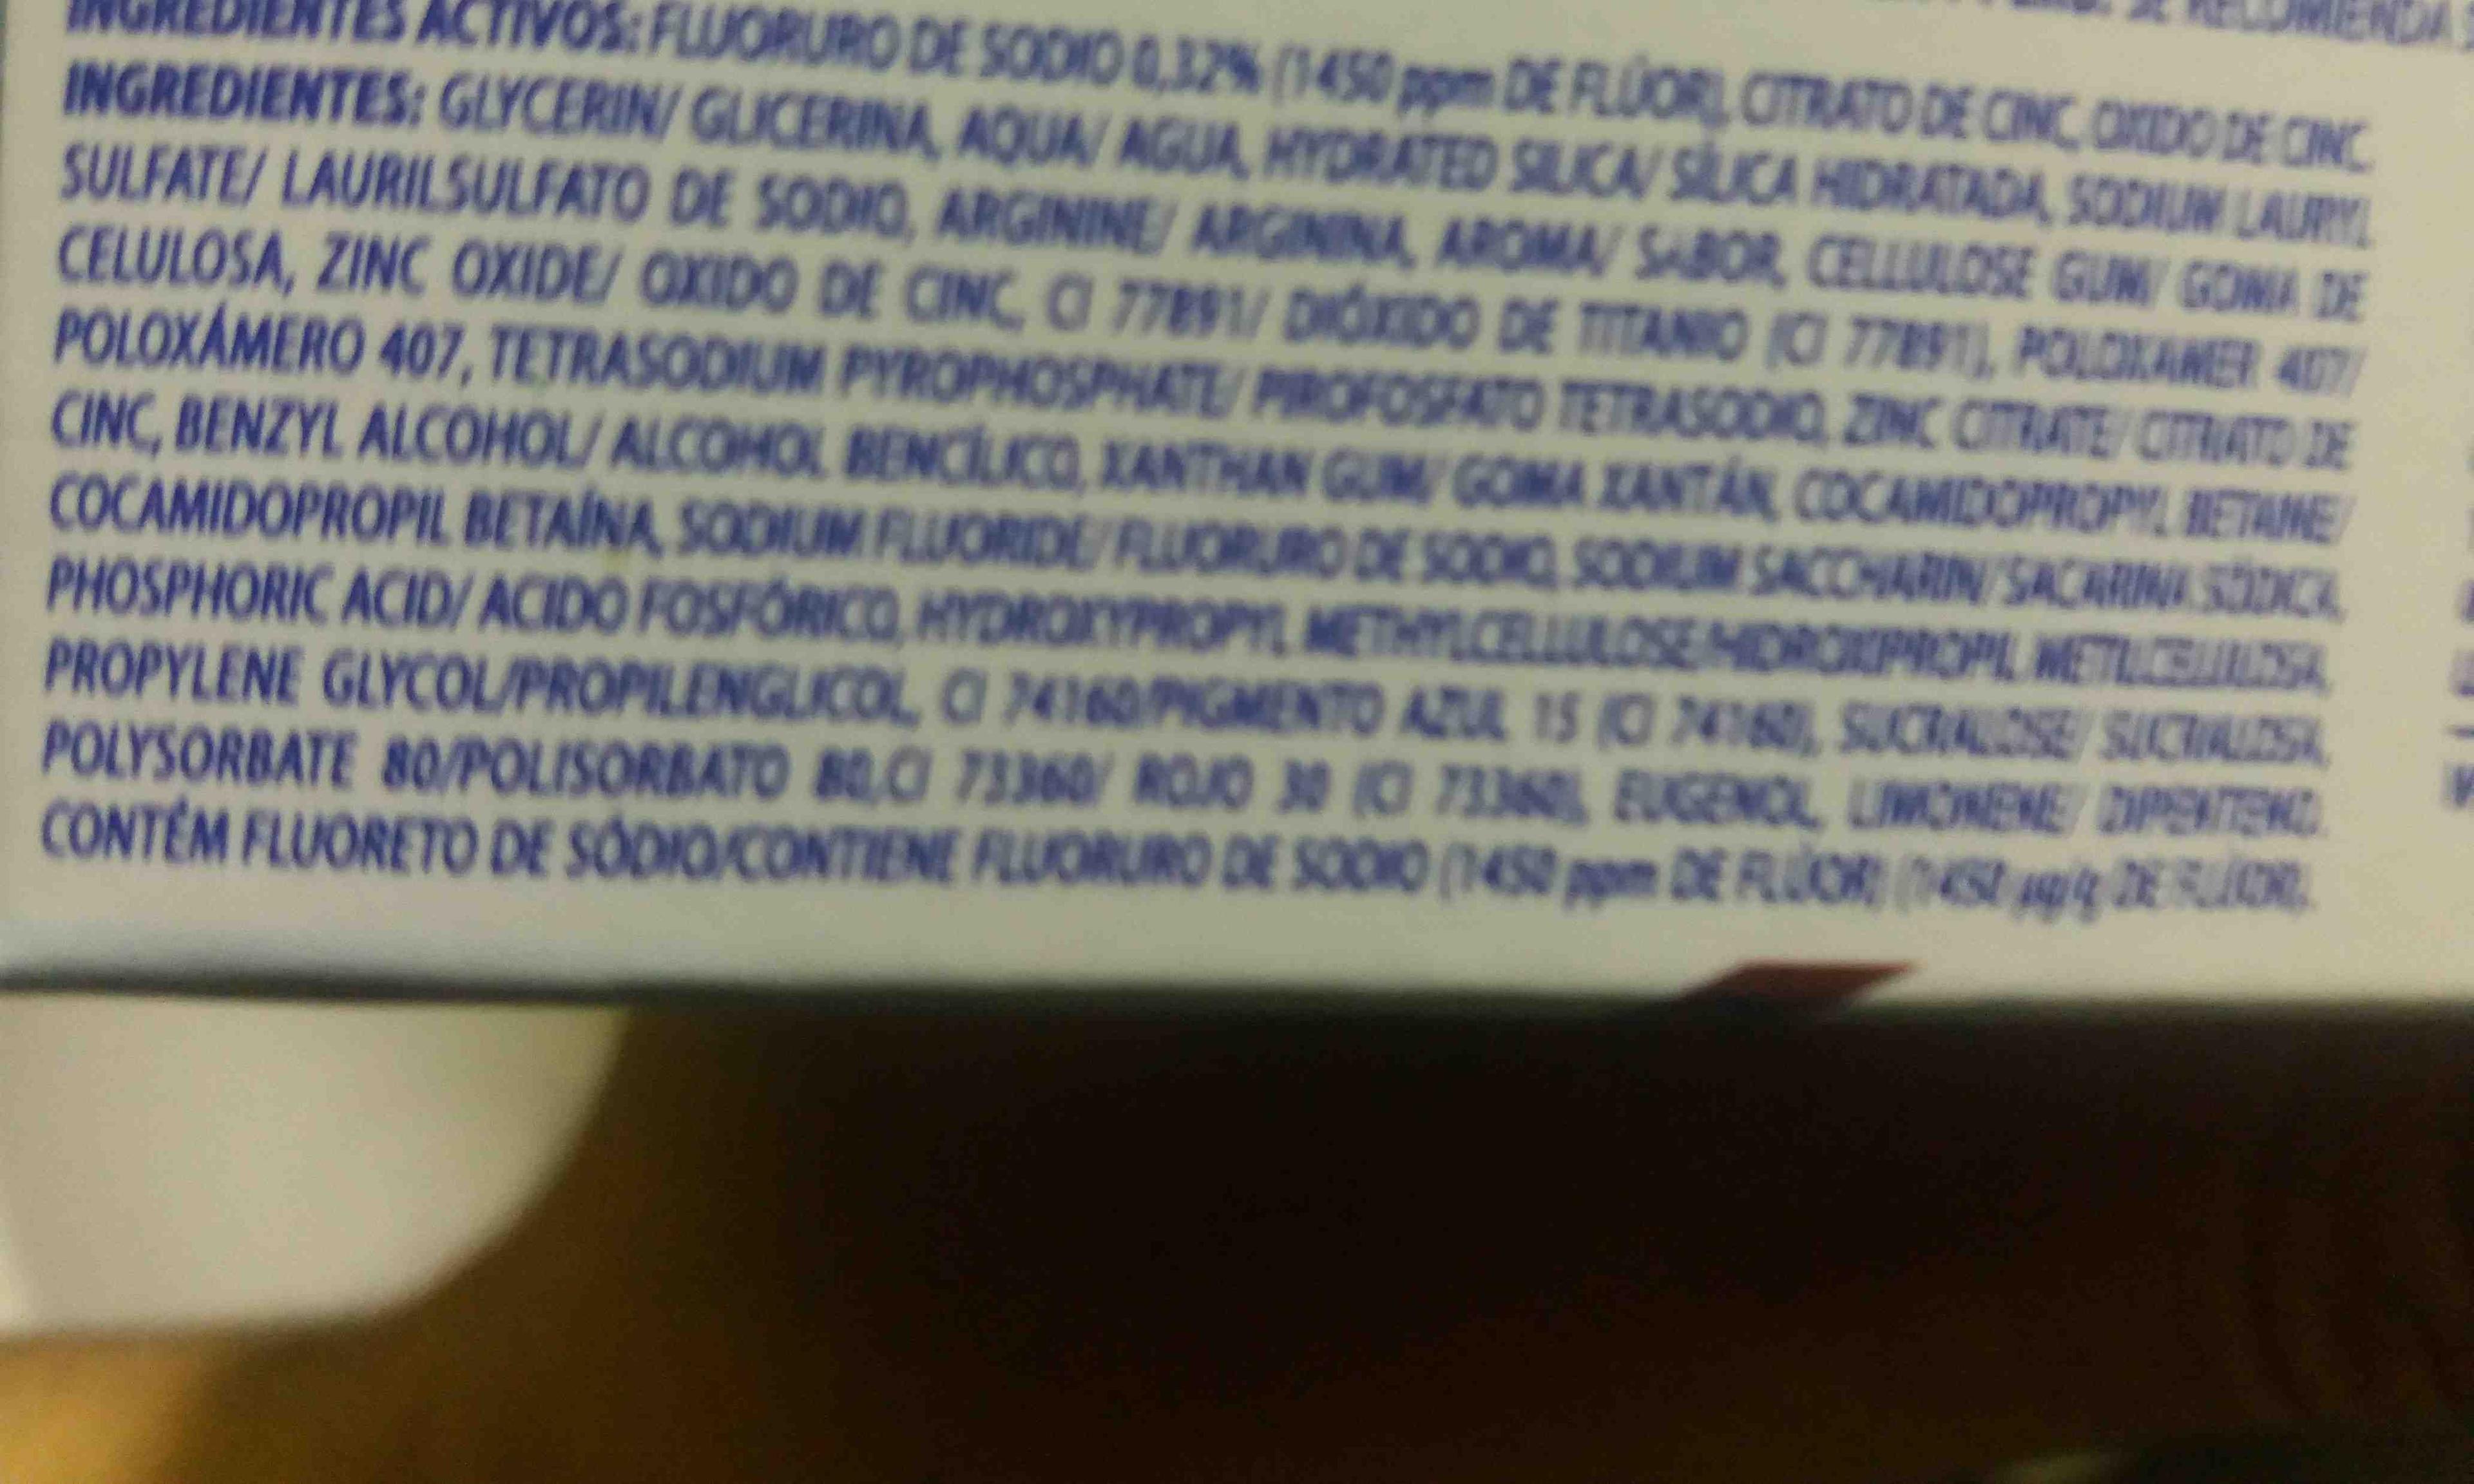 SE RECOMIENDA
INGREDIENTES ACTIVOS: FLUORURO DE SODIO 0,32% (1450 ppm DE FLÚOR), CITRATO DE CINC, OXIDO DE CINC.
INGREDIENTES: GLYCERIN/ GLICERINA, AQUA/ AGUA, HYDRATED SILICA/ SÍLICA HIDRATADA, SODIUM LAURYL
SULFATE/ LAURILSULFATO DE SODIO, ARGININE/ ARGININA, AROMA/ SABOR, CELLULOSE GUM/ GOMA DE
CELULOSA, ZINC OXIDE/ OXIDO DE CINC, CI 77891/ DIÓXIDO DE TITANIO (CI 77891), POLOXAMER 407/
POLOXÁMERO 407, TETRASODIUM PYROPHOSPHATE/ PIROFOSFATO TETRASODIO, ZINC CITRATE/ CITRATO DE
CINC, BENZYL ALCOHOL/ ALCOHOL BENCÍLICO, XANTHAN GUM/ GOMA XANTÁN, COCAMIDOPROPYL BETAINE/
COCAMIDOPROPIL BETAÍNA, SODIUM FLUORIDE/ FLUORURO DE SODIO, SODIUM SACCHARIN/ SACARINA SÓDICA,
PHOSPHORIC ACID/ ACIDO FOSFÓRICO, HYDROXYPROPYL METHYLCELLULOSE/HIDROXIPROPIL METILCELULOSA,
PROPYLENE GLYCOL/PROPILENGLICOL, CI 74160/PIGMENTO AZUL 15 (CI 74160), SUCRALOSE/ SUCRALOSA,
POLYSORBATE 80/POLISORBATO 80,CI 73360/ ROJO 30 (CI 73360), EUGENOL, LIMONENE/ DIPENTENO.
CONTÉM FLUORETO DE SÓDIO/CONTIENE FLUORURO DE SODIO (1450 ppm DE FLÚOR) (1450 µg/g DE FLÚOR).